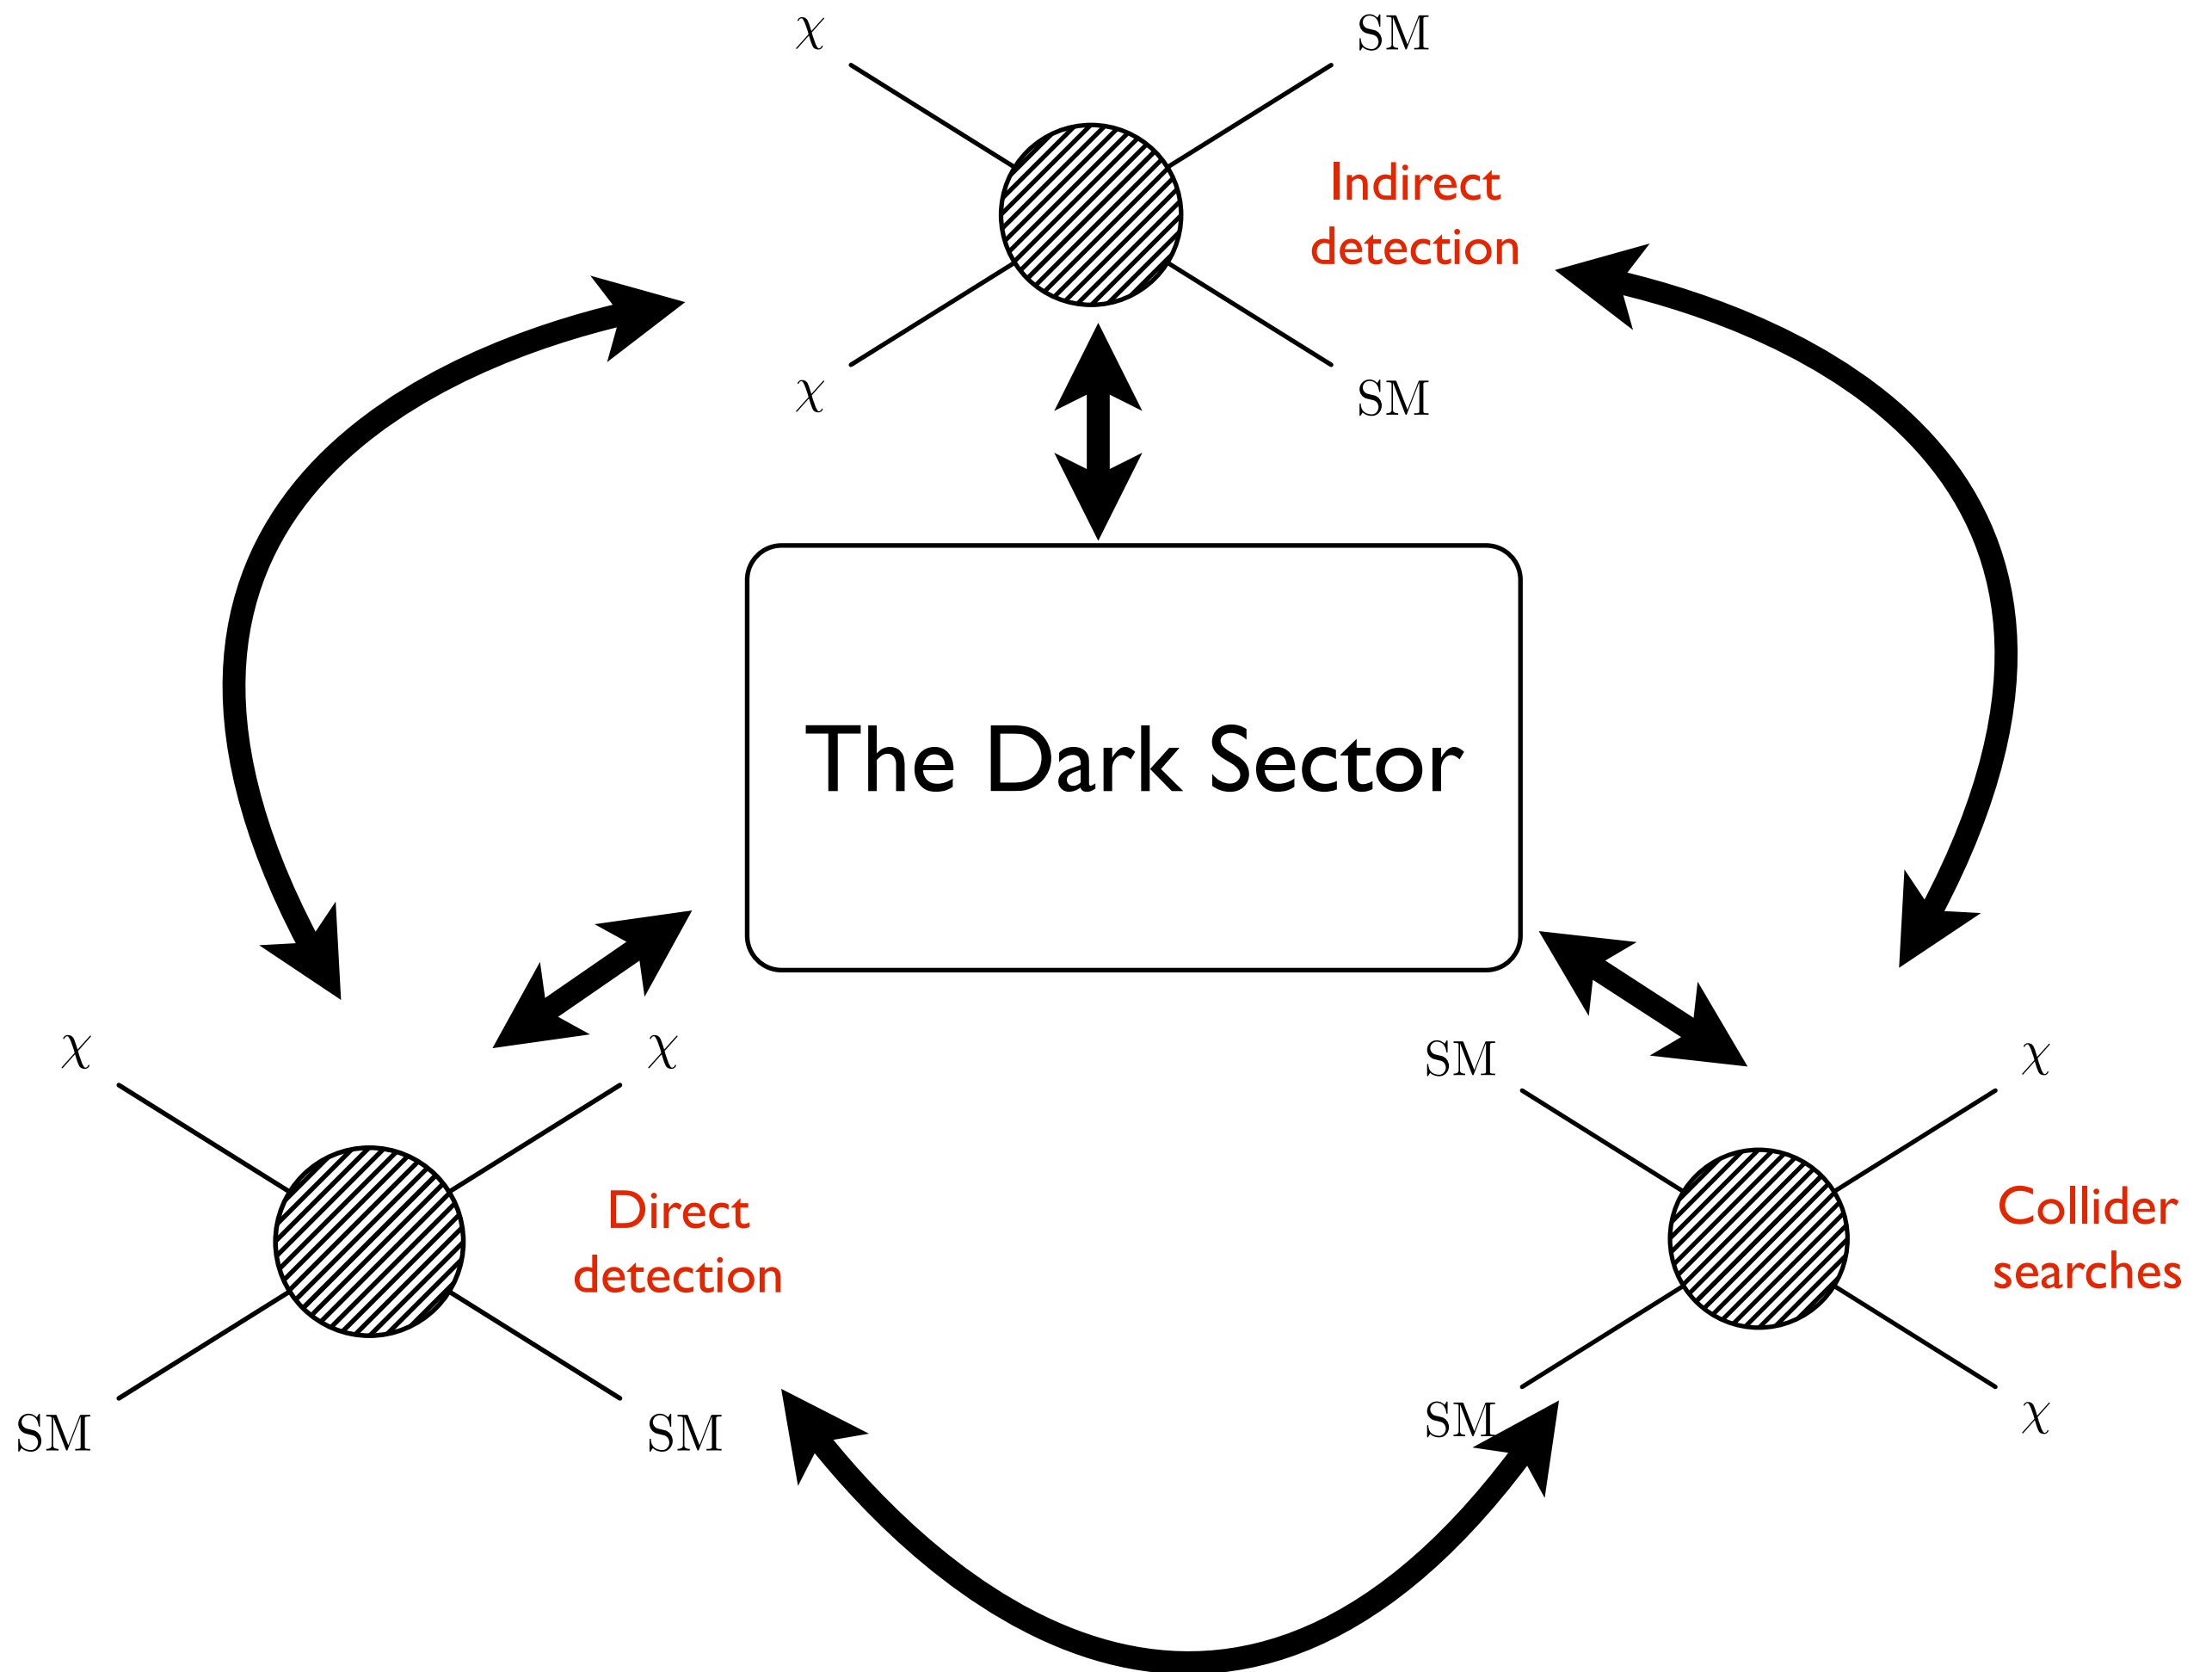 χ
SM
Indirect
detection
χ
SM
The Dark Sector
χ
χ
SM
χ
Direct
detection
Collider
searches
SM
SM
SM
χ